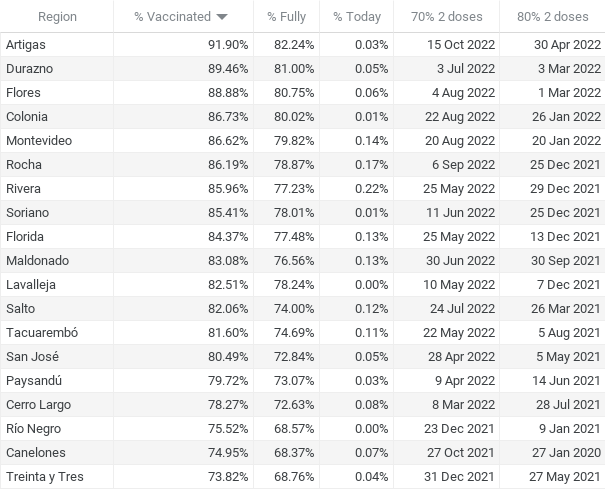 Region % Vaccinated % Fully % Today 70% 2 doses 80% 2 doses
Artigas 91.90% 82.24% 0.03% 15 Oct 2022 30 Apr 2022
Durazno 89.46% 81.00% 0.05% 3 Jul 2022 3 Mar 2022
Flores 88.88% 80.75% 0.06% 4 Aug 2022 1 Mar 2022
Colonia 86.73% 80.02% 0.01% 22 Aug 2022 26 Jan 2022
Montevideo 86.62% 79.82% 0.14% 20 Aug 2022 20 Jan 2022
Rocha 86.19% 78.87% 0.17% 6 Sep 2022 25 Dec 2021
Rivera 85.96% 77.23% 0.22% 25 May 2022 29 Dec 2021
Soriano 85.41% 78.01% 0.01% 11 Jun 2022 25 Dec 2021
Florida 84.37% 77.48% 0.13% 25 May 2022 13 Dec 2021
Maldonado 83.08% 76.56% 0.13% 30 Jun 2022 30 Sep 2021
Lavalleja 82.51% 78.24% 0.00% 10 May 2022 7 Dec 2021
Salto 82.06% 74.00% 0.12% 24 Jul 2022 26 Mar 2021
Tacuarembó 81.60% 74.69% 0.11% 22 May 2022 5 Aug 2021
San José 80.49% 72.84% 0.05% 28 Apr 2022 5 May 2021
Paysandú 79.72% 73.07% 0.03% 9 Apr 2022 14 Jun 2021
Cerro Largo 78.27% 72.63% 0.08% 8 Mar 2022 28 Jul 2021
Río Negro 75.52% 68.57% 0.00% 23 Dec 2021 9 Jan 2021
Canelones 74.95% 68.37% 0.07% 27 Oct 2021 27 Jan 2020
Treinta y Tres 73.82% 68.76% 0.04% 31 Dec 2021 27 May 2021